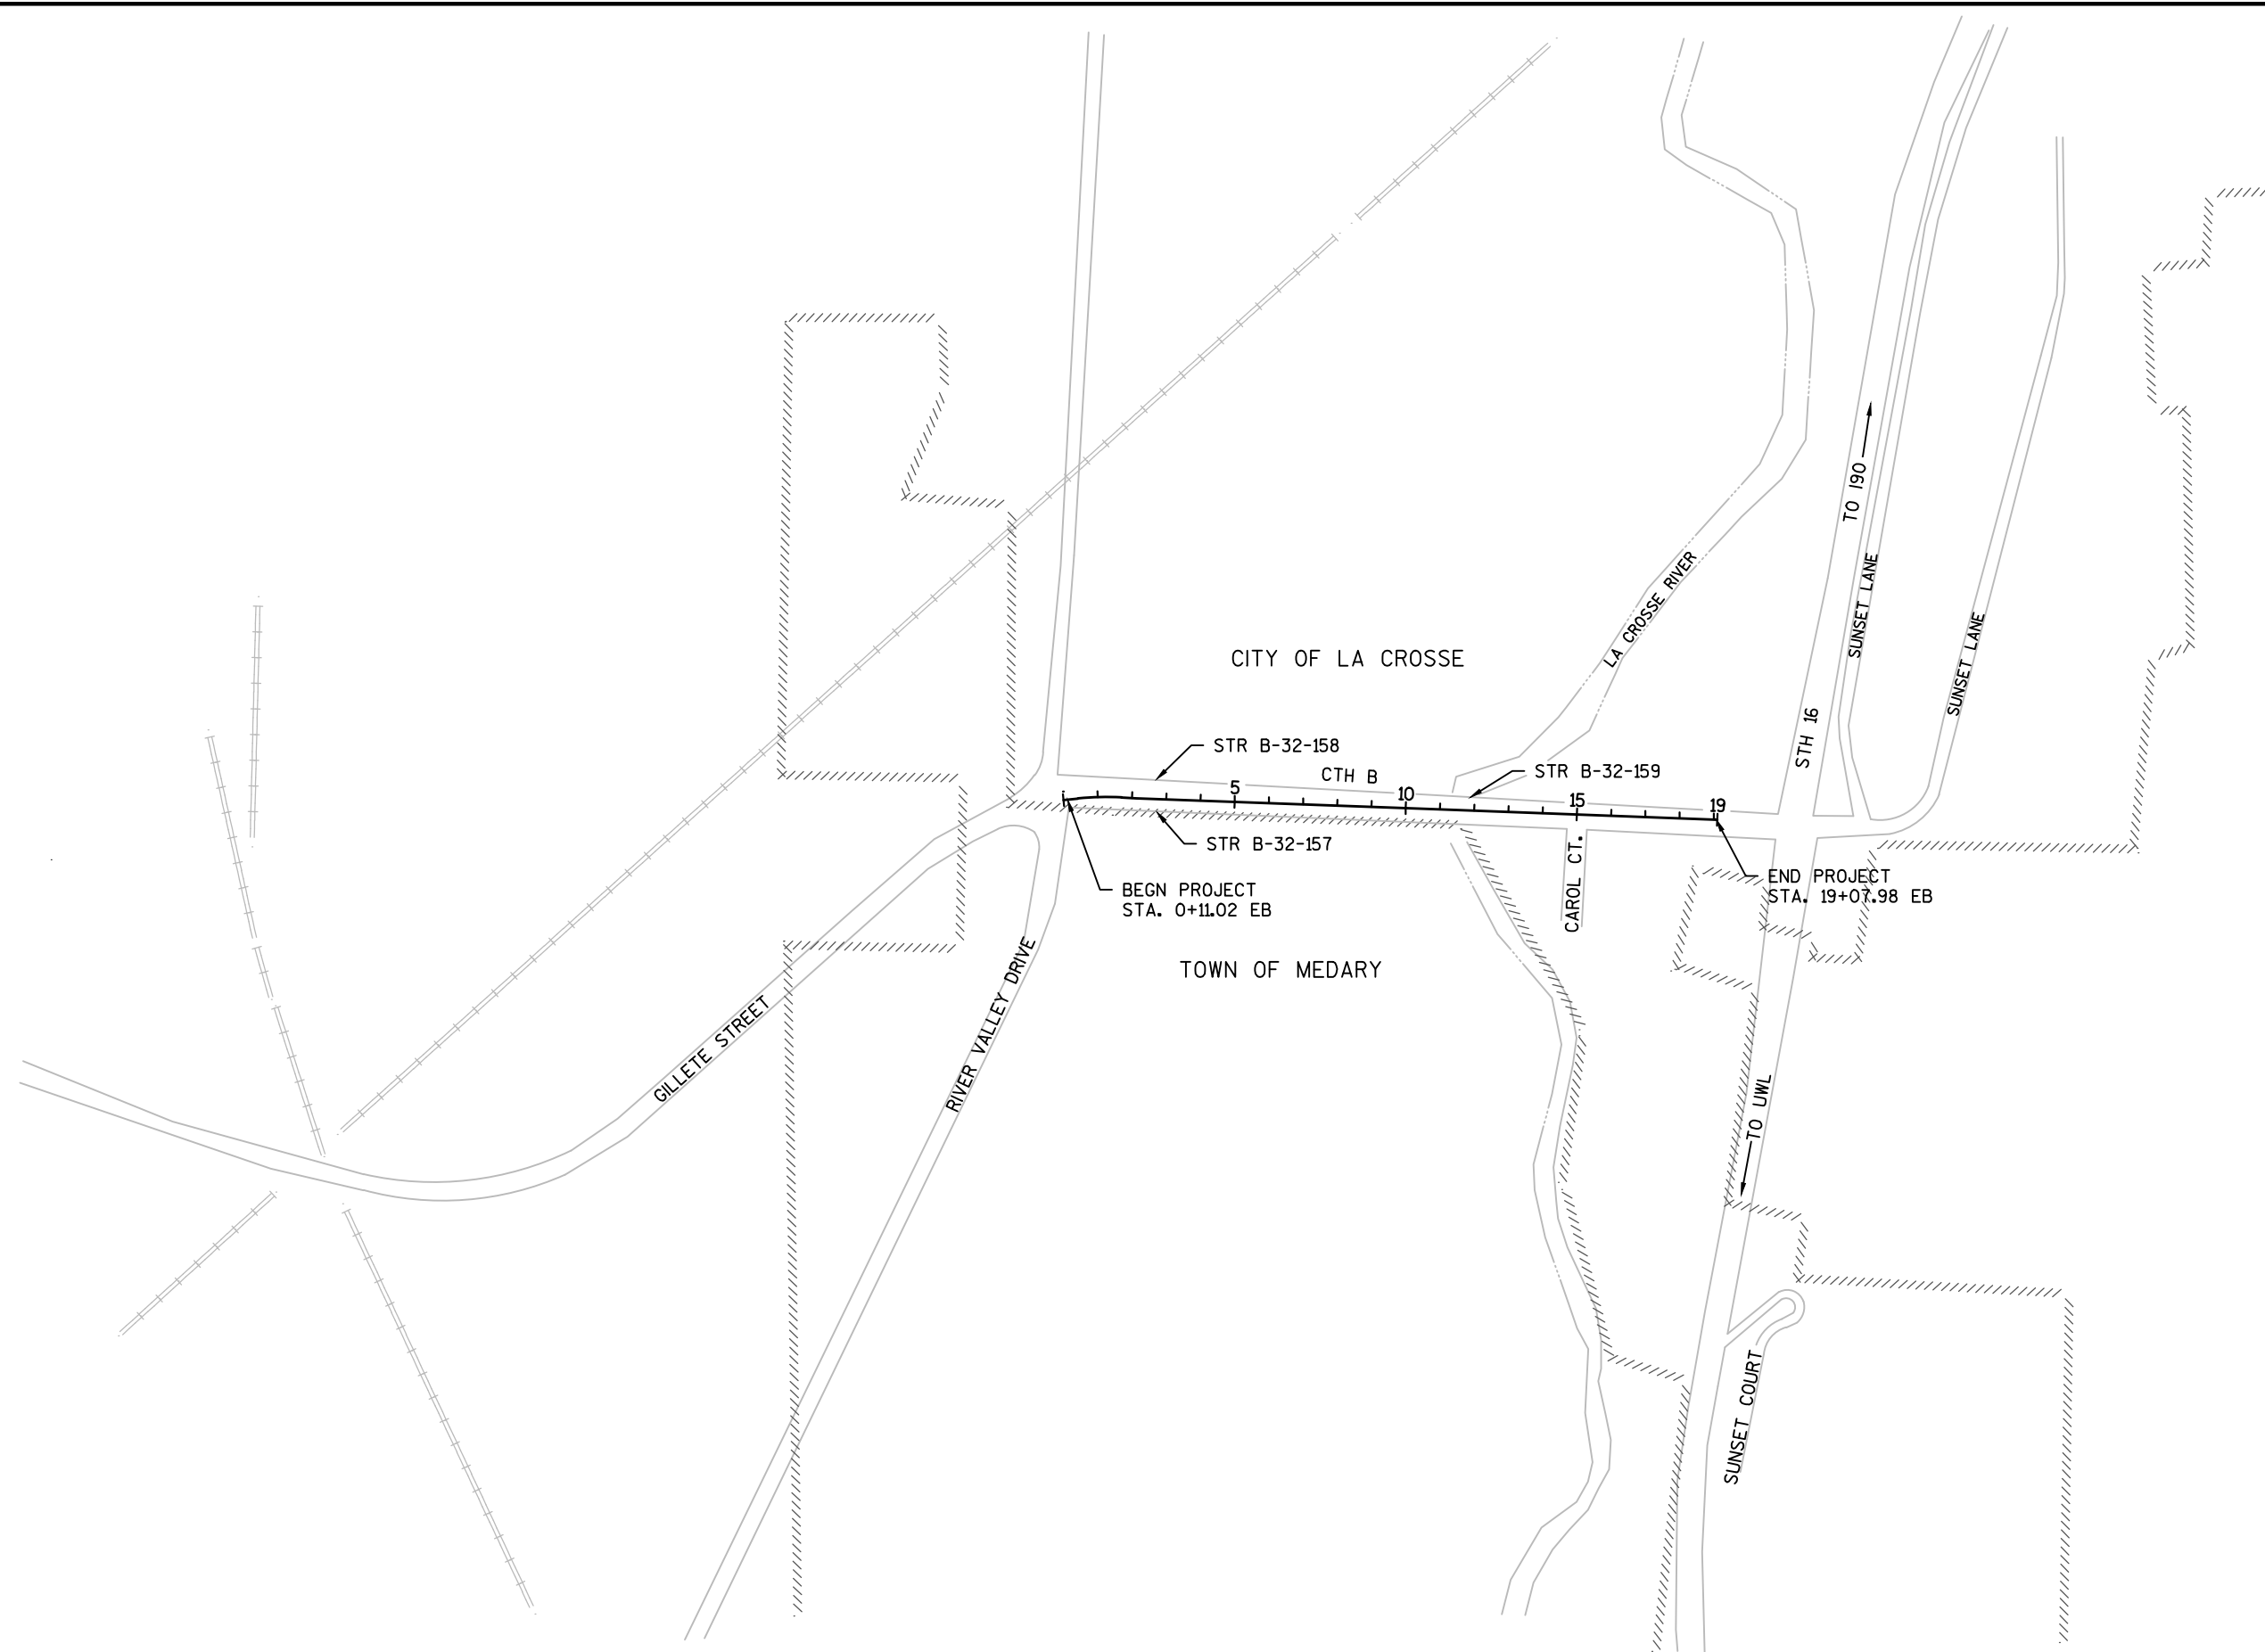 TO I90
SUNSET LANE
LA CROSSE RIVER
SUNSET LANE
CITY OF LA CROSSE
STH 16
STR B-32-158
CTH B
STR B-32-159
5
10
15
19
STR B-32-157
CAROL CT.
BEGN PROJECT
STA. 0+11.02 EB
END PROJECT
STA. 19+07.98 EB
TOWN OF MEDARY
GILLETE STREET
RIVER VALLEY DRIVE
TO UWL
SUNSET COURT